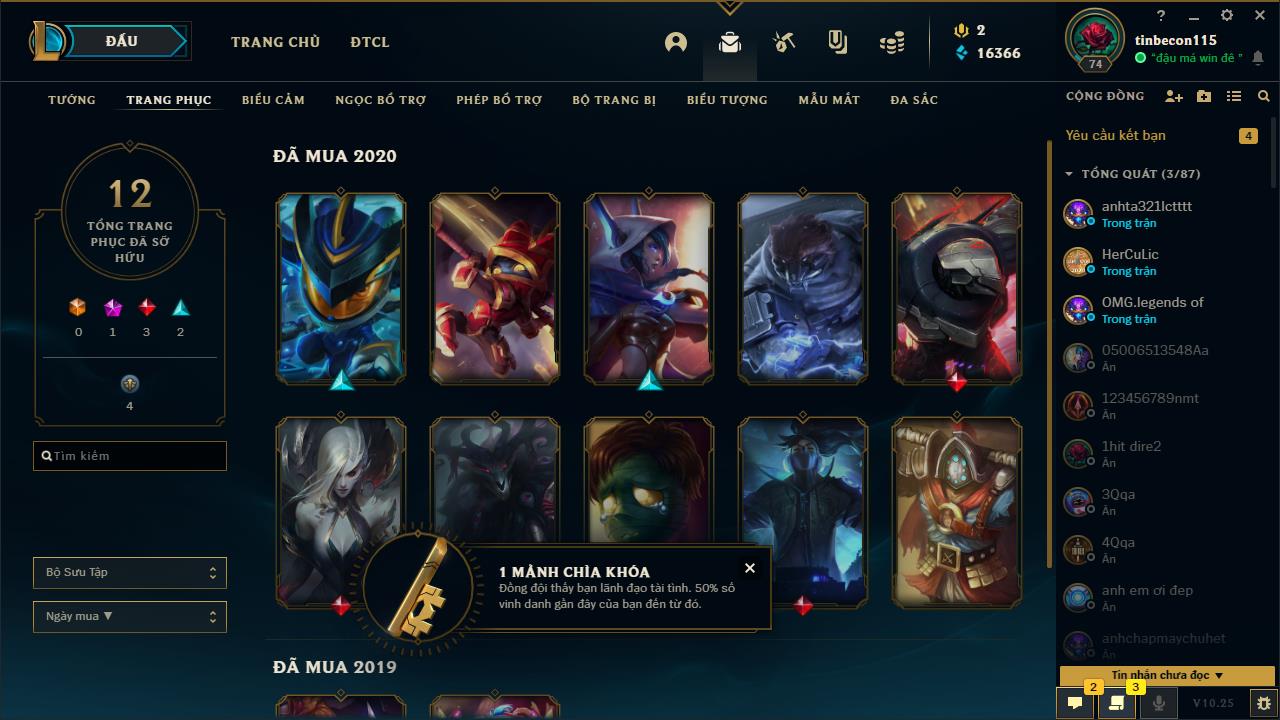 ĐẤU
TRANG CHỦ
ĐTCL
2
16366
?
tinbecon115
"đậu má win đê "
74
TƯỚNG
TRANG PHỤC
BIỂU CẢM
NGỌC BỔ TRỢ
PHÉP BỔ TRỢ
BỘ TRANG BỊ
BIỂU TƯỢNG
MẪU MẮT
ĐA SẮC
CỘNG ĐỒNG
Yêu cầu kết bạn
4
TỔNG QUÁT (3/87)
anhta321lctttt
Trong trận
HerCuLic
Trong trận
OMG.legends of
Trong trận
05006513548Aa
Ẩn
123456789nmt
Ẩn
1hit dire2
Ẩn
3Qqa
Ẩn
4Qqa
Ẩn
anh em ơi đep
Ẩn
anhchapmaychuhet
Ẩn
Tin nhắn chưa đọc ▼
2
3
V10.25
12
TỔNG TRANG
PHỤC ĐÃ SỞ
HỮU
0
1
3
2
4
Tìm kiếm
Bộ Sưu Tập
Ngày mua ▼
ĐÃ MUA 2020
1 MẢNH CHÌA KHÓA
Đồng đội thấy bạn lãnh đạo tài tình. 50% số
vinh danh gần đây của bạn đến từ đó.
ĐÃ MUA 2019